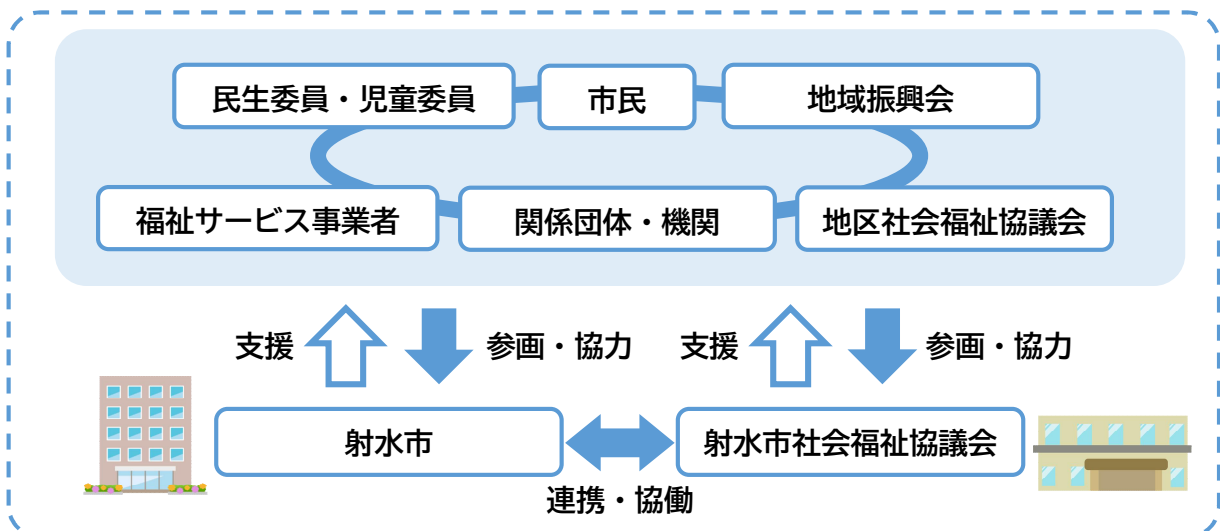 民生委員・児童委員
市民
地域振興会
福祉サービス事業者
関係団体・機関
地区社会福祉協議会
支援
参画・協力
支援
参画・協力
射水市
射水市社会福祉協議会
連携・協働